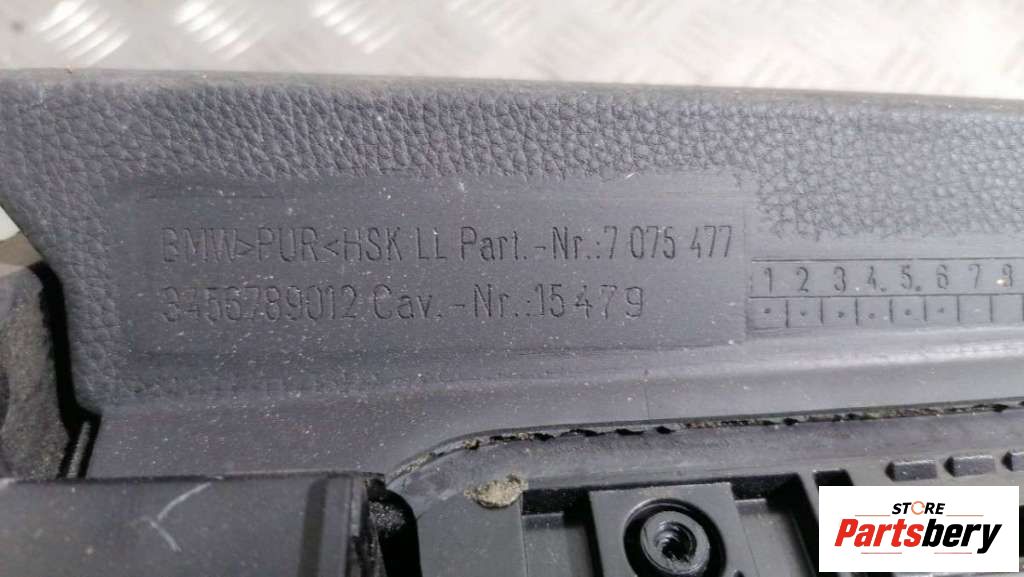 BMW>PUR<HSK LL Part.-Nr.:7 075 477
3456789012 Cav.-Nr.:15479
1 2 3 4. 5. 6 7 8
STORE
Partsbery